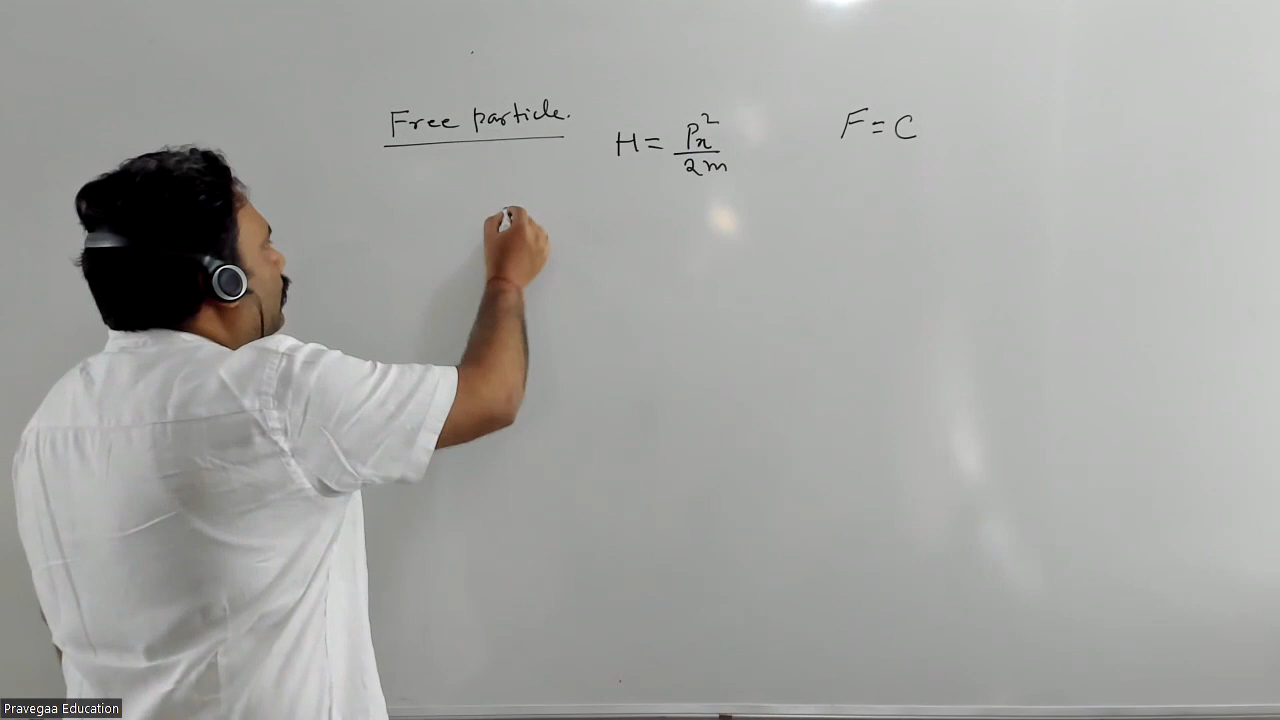 Free particle.
H = Px²/2m
F = C
Pravegaa Education